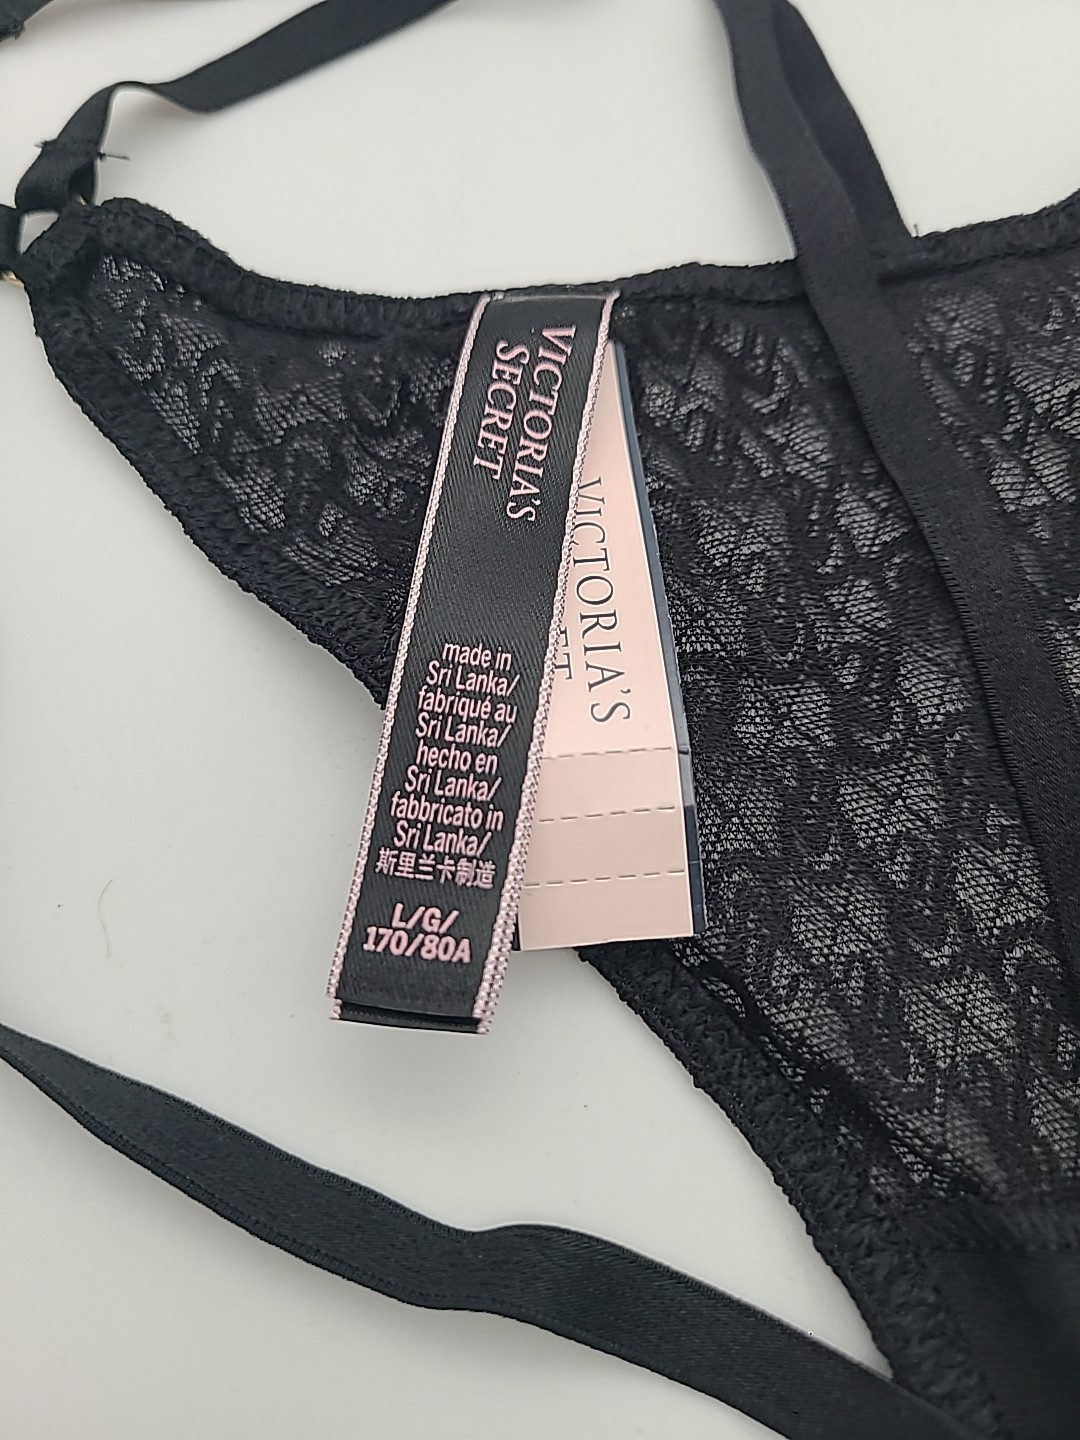 VICTORIA'S
SECRET
made in
Sri Lanka/
fabriqué au
Sri Lanka/
hecho en
Sri Lanka/
fabbricato in
Sri Lanka/
斯里兰卡制造
L/G/
170/80A
VICTORIA'S
ET